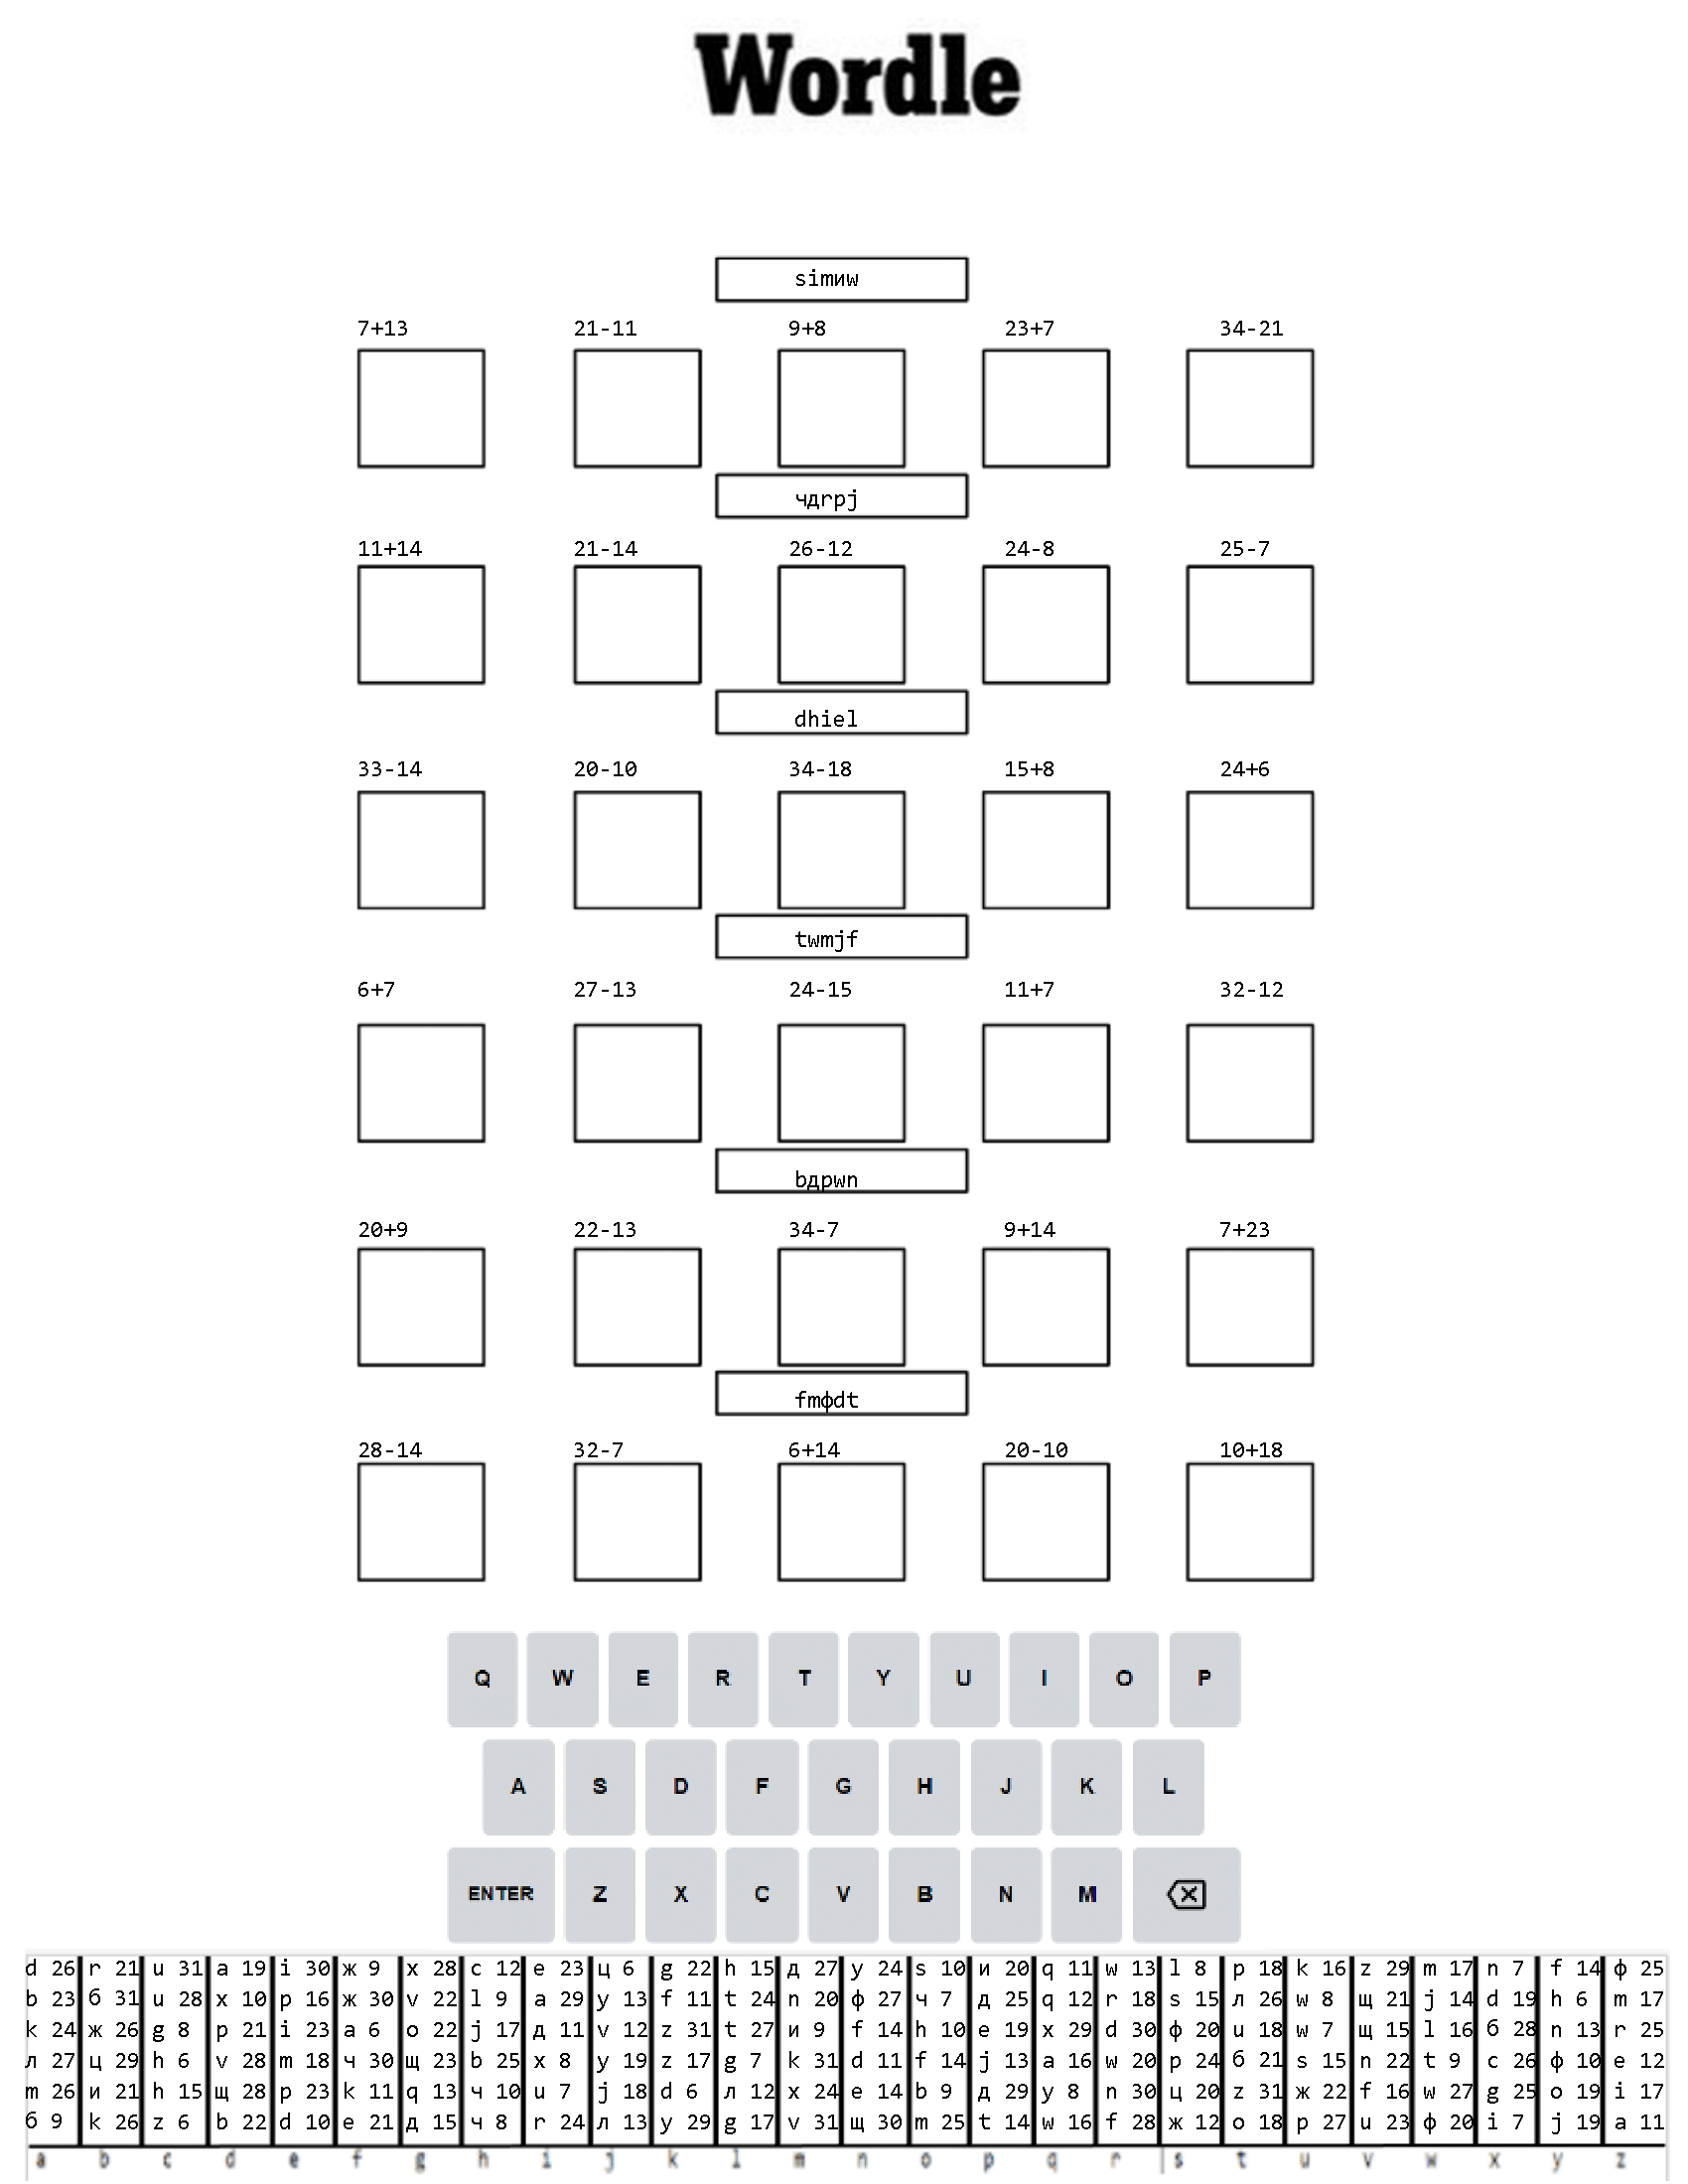 Wordle
simиw
7+13 21-11 9+8 23+7 34-21
чдrpj
11+14 21-14 26-12 24-8 25-7
dhiel
33-14 20-10 34-18 15+8 24+6
twmjf
6+7 27-13 24-15 11+7 32-12
bдpwn
20+9 22-13 34-7 9+14 7+23
fmфdt
28-14 32-7 6+14 20-10 10+18
Q W E R T Y U I O P
A S D F G H J K L
ENTER Z X C V B N M
d 26 r 21 u 31 a 19 i 30 ж 9 x 28 c 12 e 23 ц 6 g 22 h 15 д 27 y 24 s 10 и 20 q 11 w 13 l 8 p 18 k 16 z 29 m 17 n 7 f 14 ф 25
b 23 б 31 u 28 x 10 p 16 ж 30 v 22 l 9 a 29 y 13 f 11 t 24 n 20 ф 27 ч 7 д 25 q 12 r 18 s 15 л 26 w 8 щ 21 j 14 d 19 h 6 m 17
k 24 ж 26 g 8 p 21 i 23 a 6 o 22 j 17 д 11 v 12 z 31 t 27 и 9 f 14 h 10 e 19 x 29 d 30 ф 20 u 18 w 7 щ 15 l 16 б 28 n 13 r 25
л 27 ц 29 h 6 v 28 m 18 ч 30 щ 23 b 25 x 8 y 19 z 17 g 7 k 31 d 11 f 14 j 13 a 16 w 20 p 24 б 21 s 15 n 22 t 9 c 26 ф 10 e 12
m 26 и 21 h 15 щ 28 p 23 k 11 q 13 ч 10 u 7 j 18 d 6 л 12 x 24 e 14 b 9 д 29 y 8 n 30 ц 20 z 31 ж 22 f 16 w 27 g 25 o 19 i 17
б 9 k 26 z 6 b 22 d 10 e 21 д 15 ч 8 r 24 л 13 y 29 g 17 v 31 щ 30 m 25 t 14 w 16 f 28 ж 12 o 18 p 27 u 23 ф 20 i 7 j 19 a 11
a b c d e f g h i j k l m n o p q r s t u v w x y z